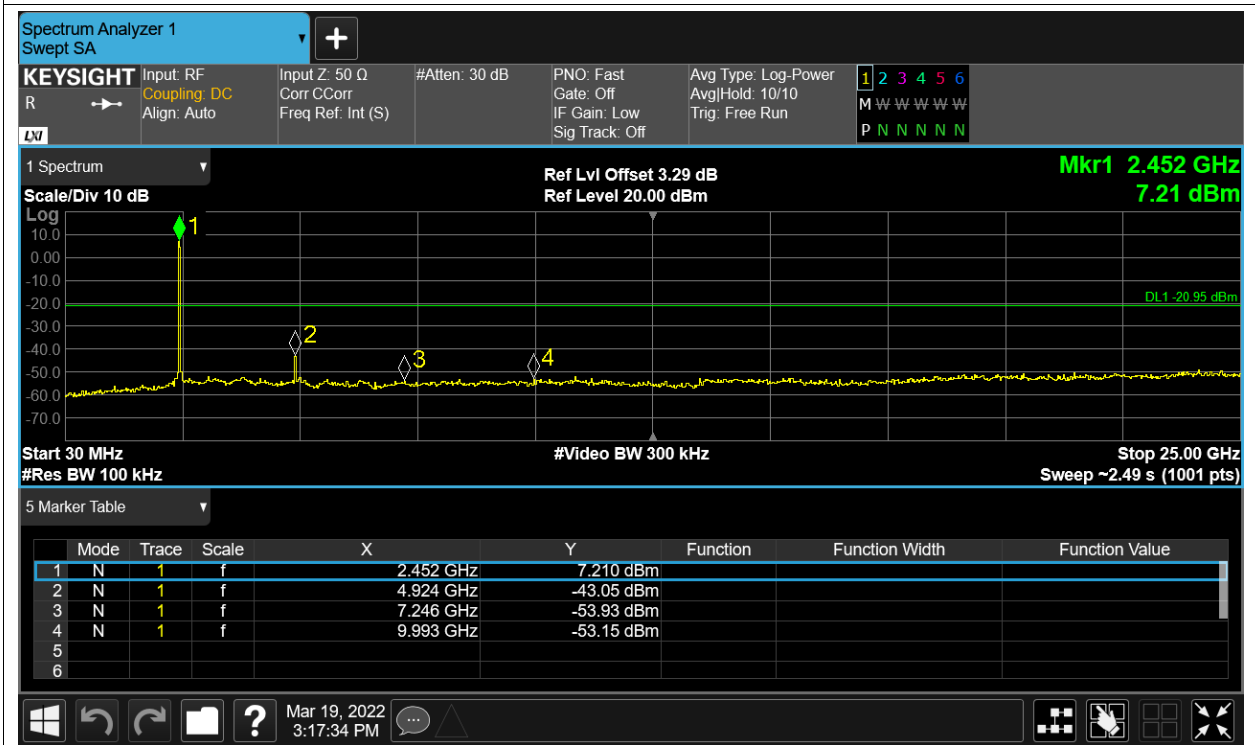 Spectrum Analyzer 1
Swept SA
KEYSIGHT Input: RF Input Z: 50 Ω #Atten: 30 dB PNO: Fast Avg Type: Log-Power 1 2 3 4 5 6
R Coupling: DC Corr CCorr Gate: Off Avg|Hold: 10/10 M W W W W W
Align: Auto Freq Ref: Int (S) IF Gain: Low Trig: Free Run
LXI Sig Track: Off P N N N N N
1 Spectrum Ref Lvl Offset 3.29 dB Mkr1 2.452 GHz
Scale/Div 10 dB Ref Level 20.00 dBm 7.21 dBm
Log
1
10.0
0.00
-10.0
-20.0 DL1 -20.95 dBm
-30.0
2
-40.0
3 4
-50.0
-60.0
-70.0
Start 30 MHz #Video BW 300 kHz Stop 25.00 GHz
#Res BW 100 kHz Sweep ~2.49 s (1001 pts)
5 Marker Table
Mode Trace Scale X Y Function Function Width Function Value
1 N 1 f 2.452 GHz 7.210 dBm
2 N 1 f 4.924 GHz -43.05 dBm
3 N 1 f 7.246 GHz -53.93 dBm
4 N 1 f 9.993 GHz -53.15 dBm
5
6
? Mar 19, 2022
3:17:34 PM